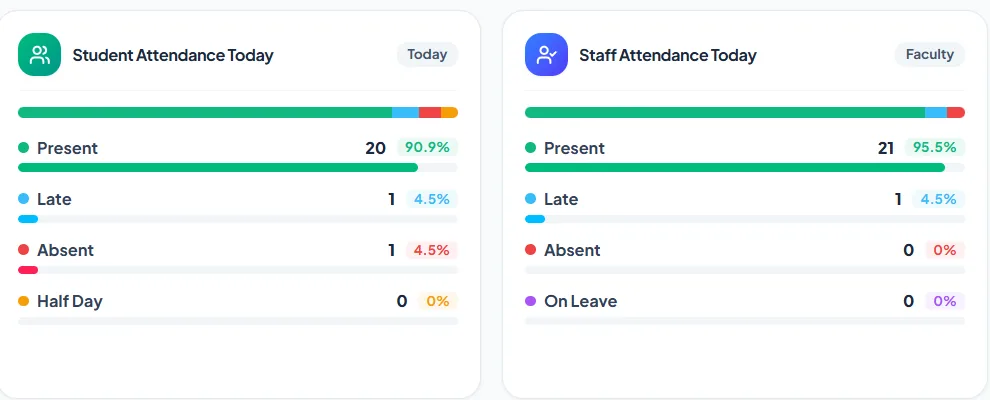 Student Attendance Today
Today
Present 20 90.9%
Late 1 4.5%
Absent 1 4.5%
Half Day 0 0%
Staff Attendance Today
Faculty
Present 21 95.5%
Late 1 4.5%
Absent 0 0%
On Leave 0 0%